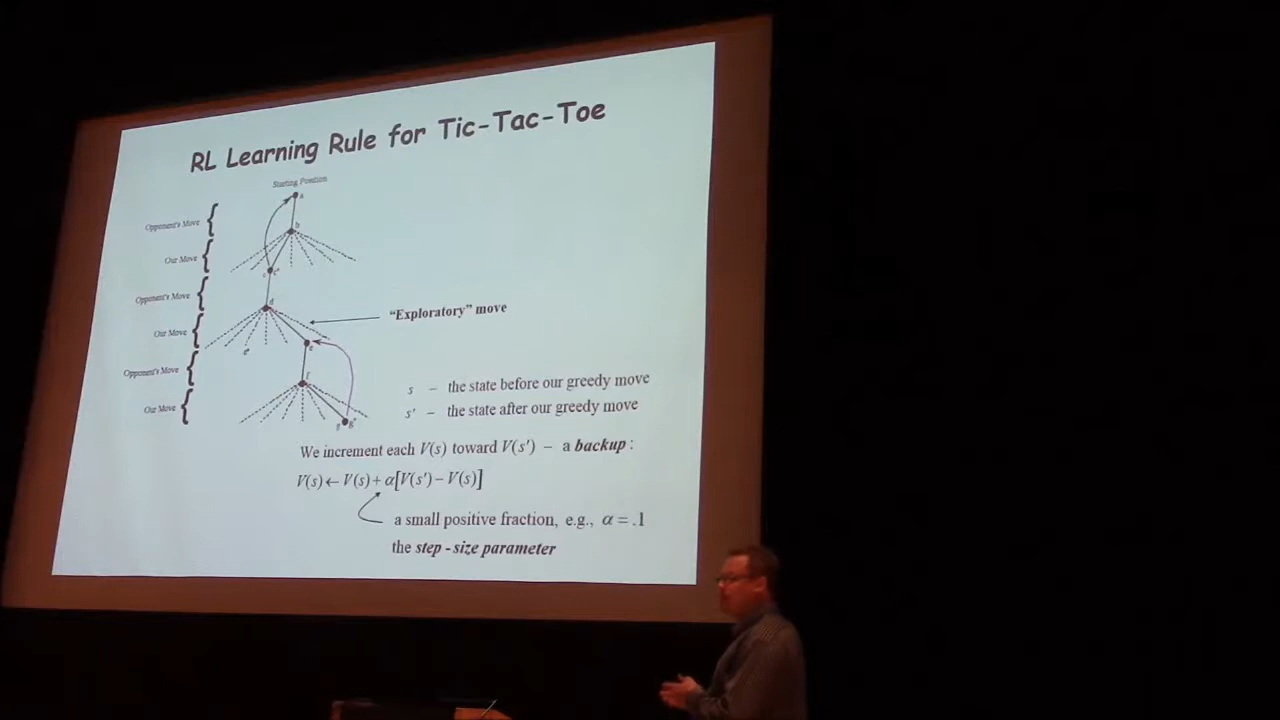 RL Learning Rule for Tic-Tac-Toe
Starting Position
a
Opponent's Move {
b
Our Move {
c c*
Opponent's Move {
d
"Exploratory" move
Our Move {
e* e
Opponent's Move {
f
s – the state before our greedy move
Our Move {
s' – the state after our greedy move
g g*
We increment each V(s) toward V(s') – a backup :
V(s) ← V(s) + α[V(s') – V(s)]
a small positive fraction, e.g., α = .1
the step - size parameter